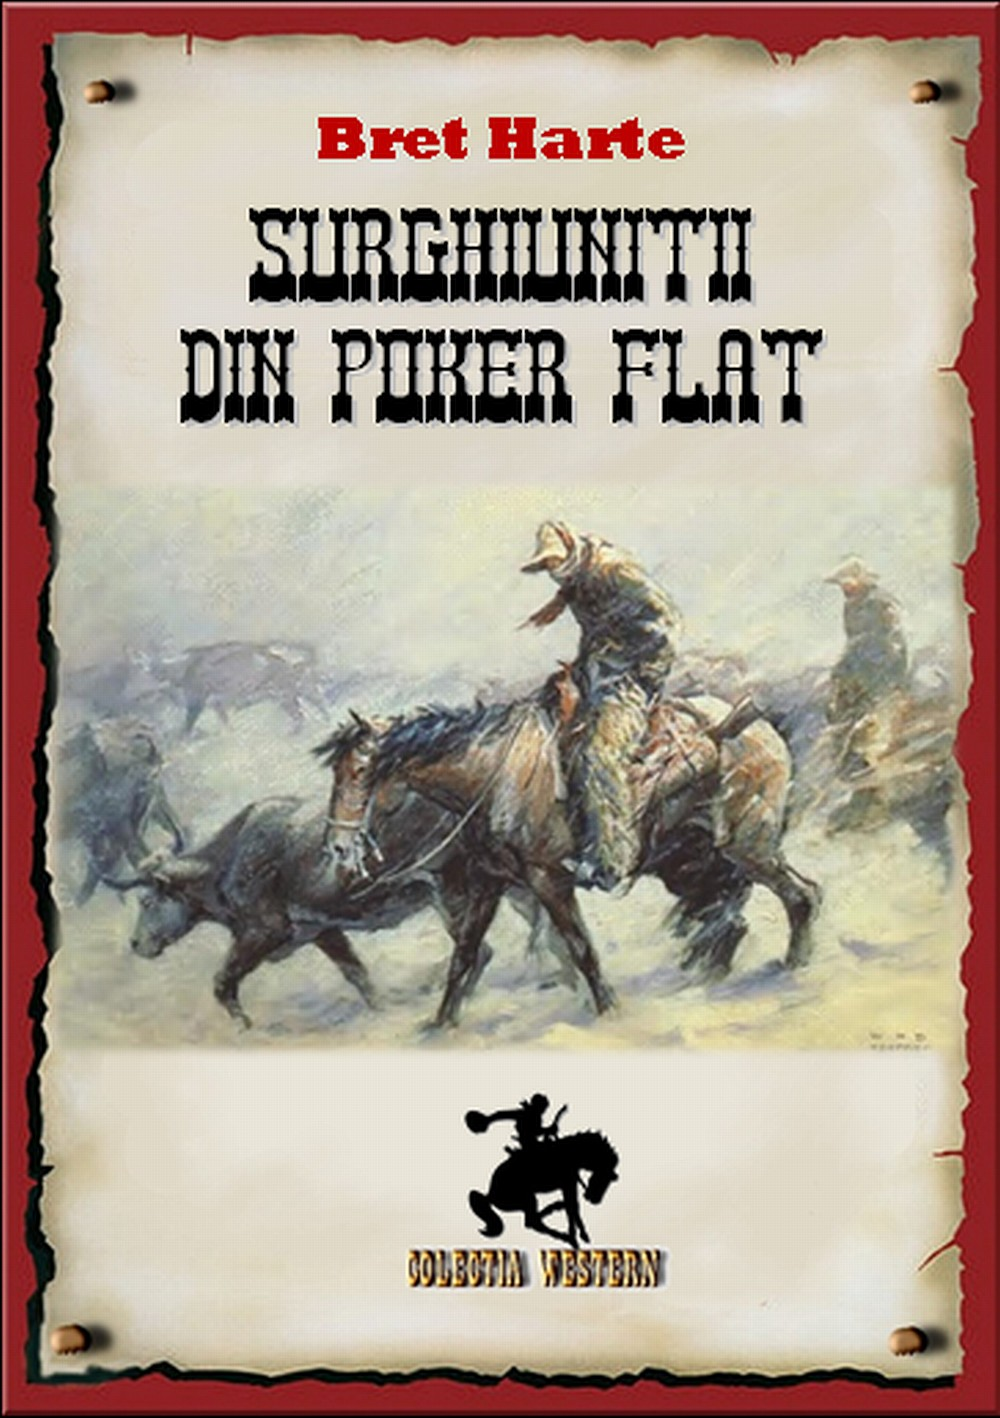 Bret Harte
SURGHIUNITII
DIN POKER FLAT
COLECTIA WESTERN